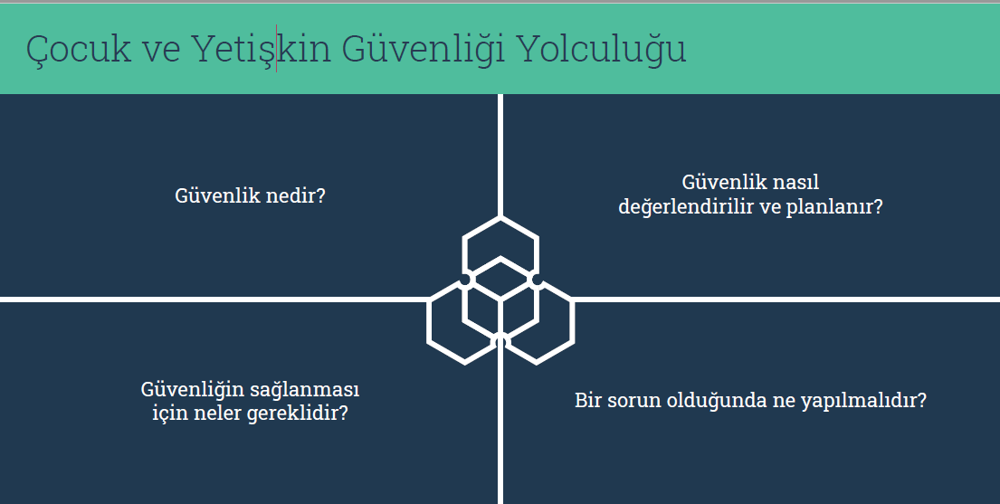 Çocuk ve Yetişkin Güvenliği Yolculuğu
Güvenlik nedir?
Güvenlik nasıl
değerlendirilir ve planlanır?
Güvenliğin sağlanması
için neler gereklidir?
Bir sorun olduğunda ne yapılmalıdır?